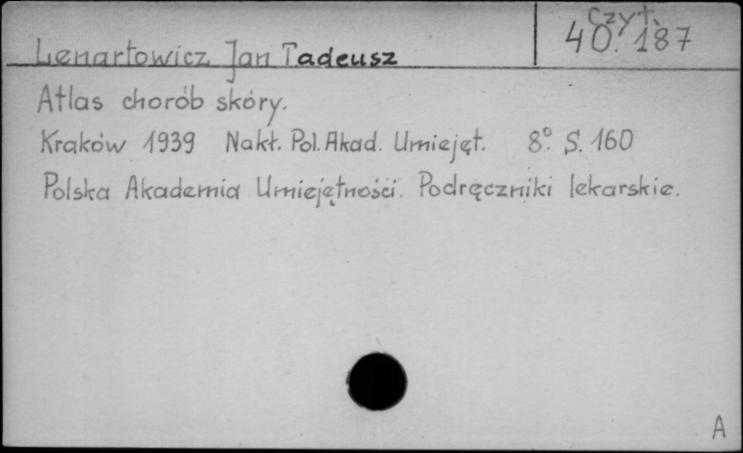 Czyt.
40. 187
Lenartowicz Jan Tadeusz
Atlas chorób skóry.
Kraków 1939 Nakł. Pol. Akad. Umiejęt. 8° S. 160
Polska Akademia Umiejętności. Podręczniki lekarskie.
A